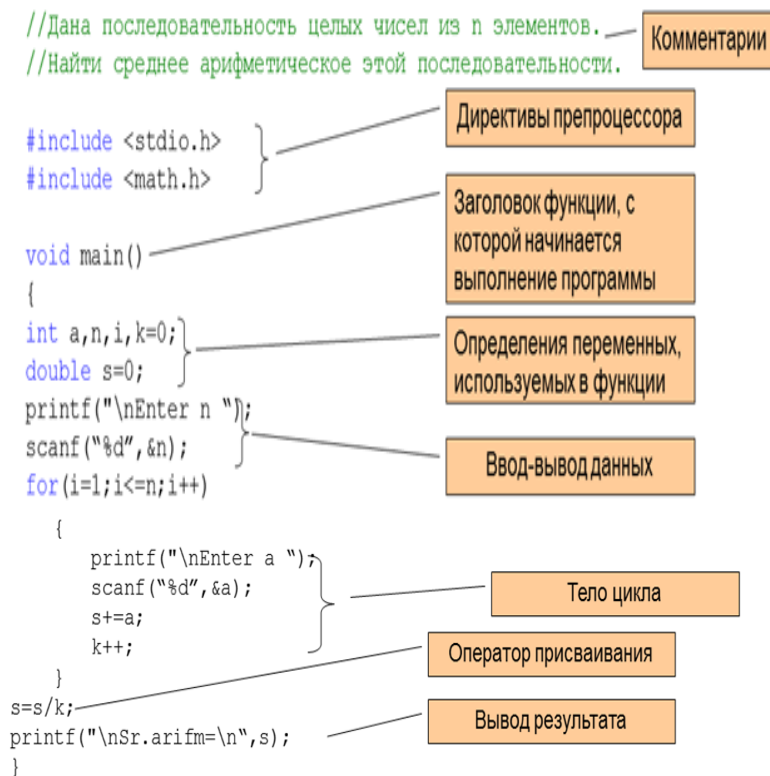 //Дана последовательность целых чисел из n элементов.
Комментарии
//Найти среднее арифметическое этой последовательности.
Директивы препроцессора
#include <stdio.h>
#include <math.h>
Заголовок функции, с
которой начинается
выполнение программы
void main()
{
int a,n,i,k=0;
double s=0;
Определения переменных,
используемых в функции
printf("\nEnter n “);
scanf(“%d”,&n);
Ввод-вывод данных
for(i=1;i<=n;i++)
{
printf("\nEnter a “);
scanf(“%d”,&a);
s+=a;
k++;
Тело цикла
}
Оператор присваивания
s=s/k;
Вывод результата
printf("\nSr.arifm=\n“,s);
}